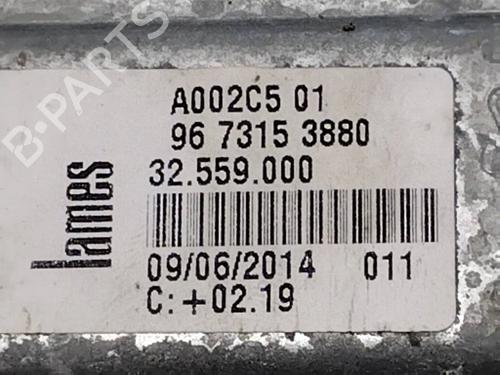 A002C5 01
96 7315 3880
32.559.000
lames
09/06/2014 011
C:+02.19
B-PARTS